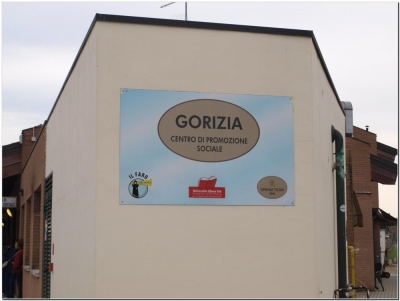 GORIZIA
CENTRO DI PROMOZIONE
SOCIALE
IL FARO